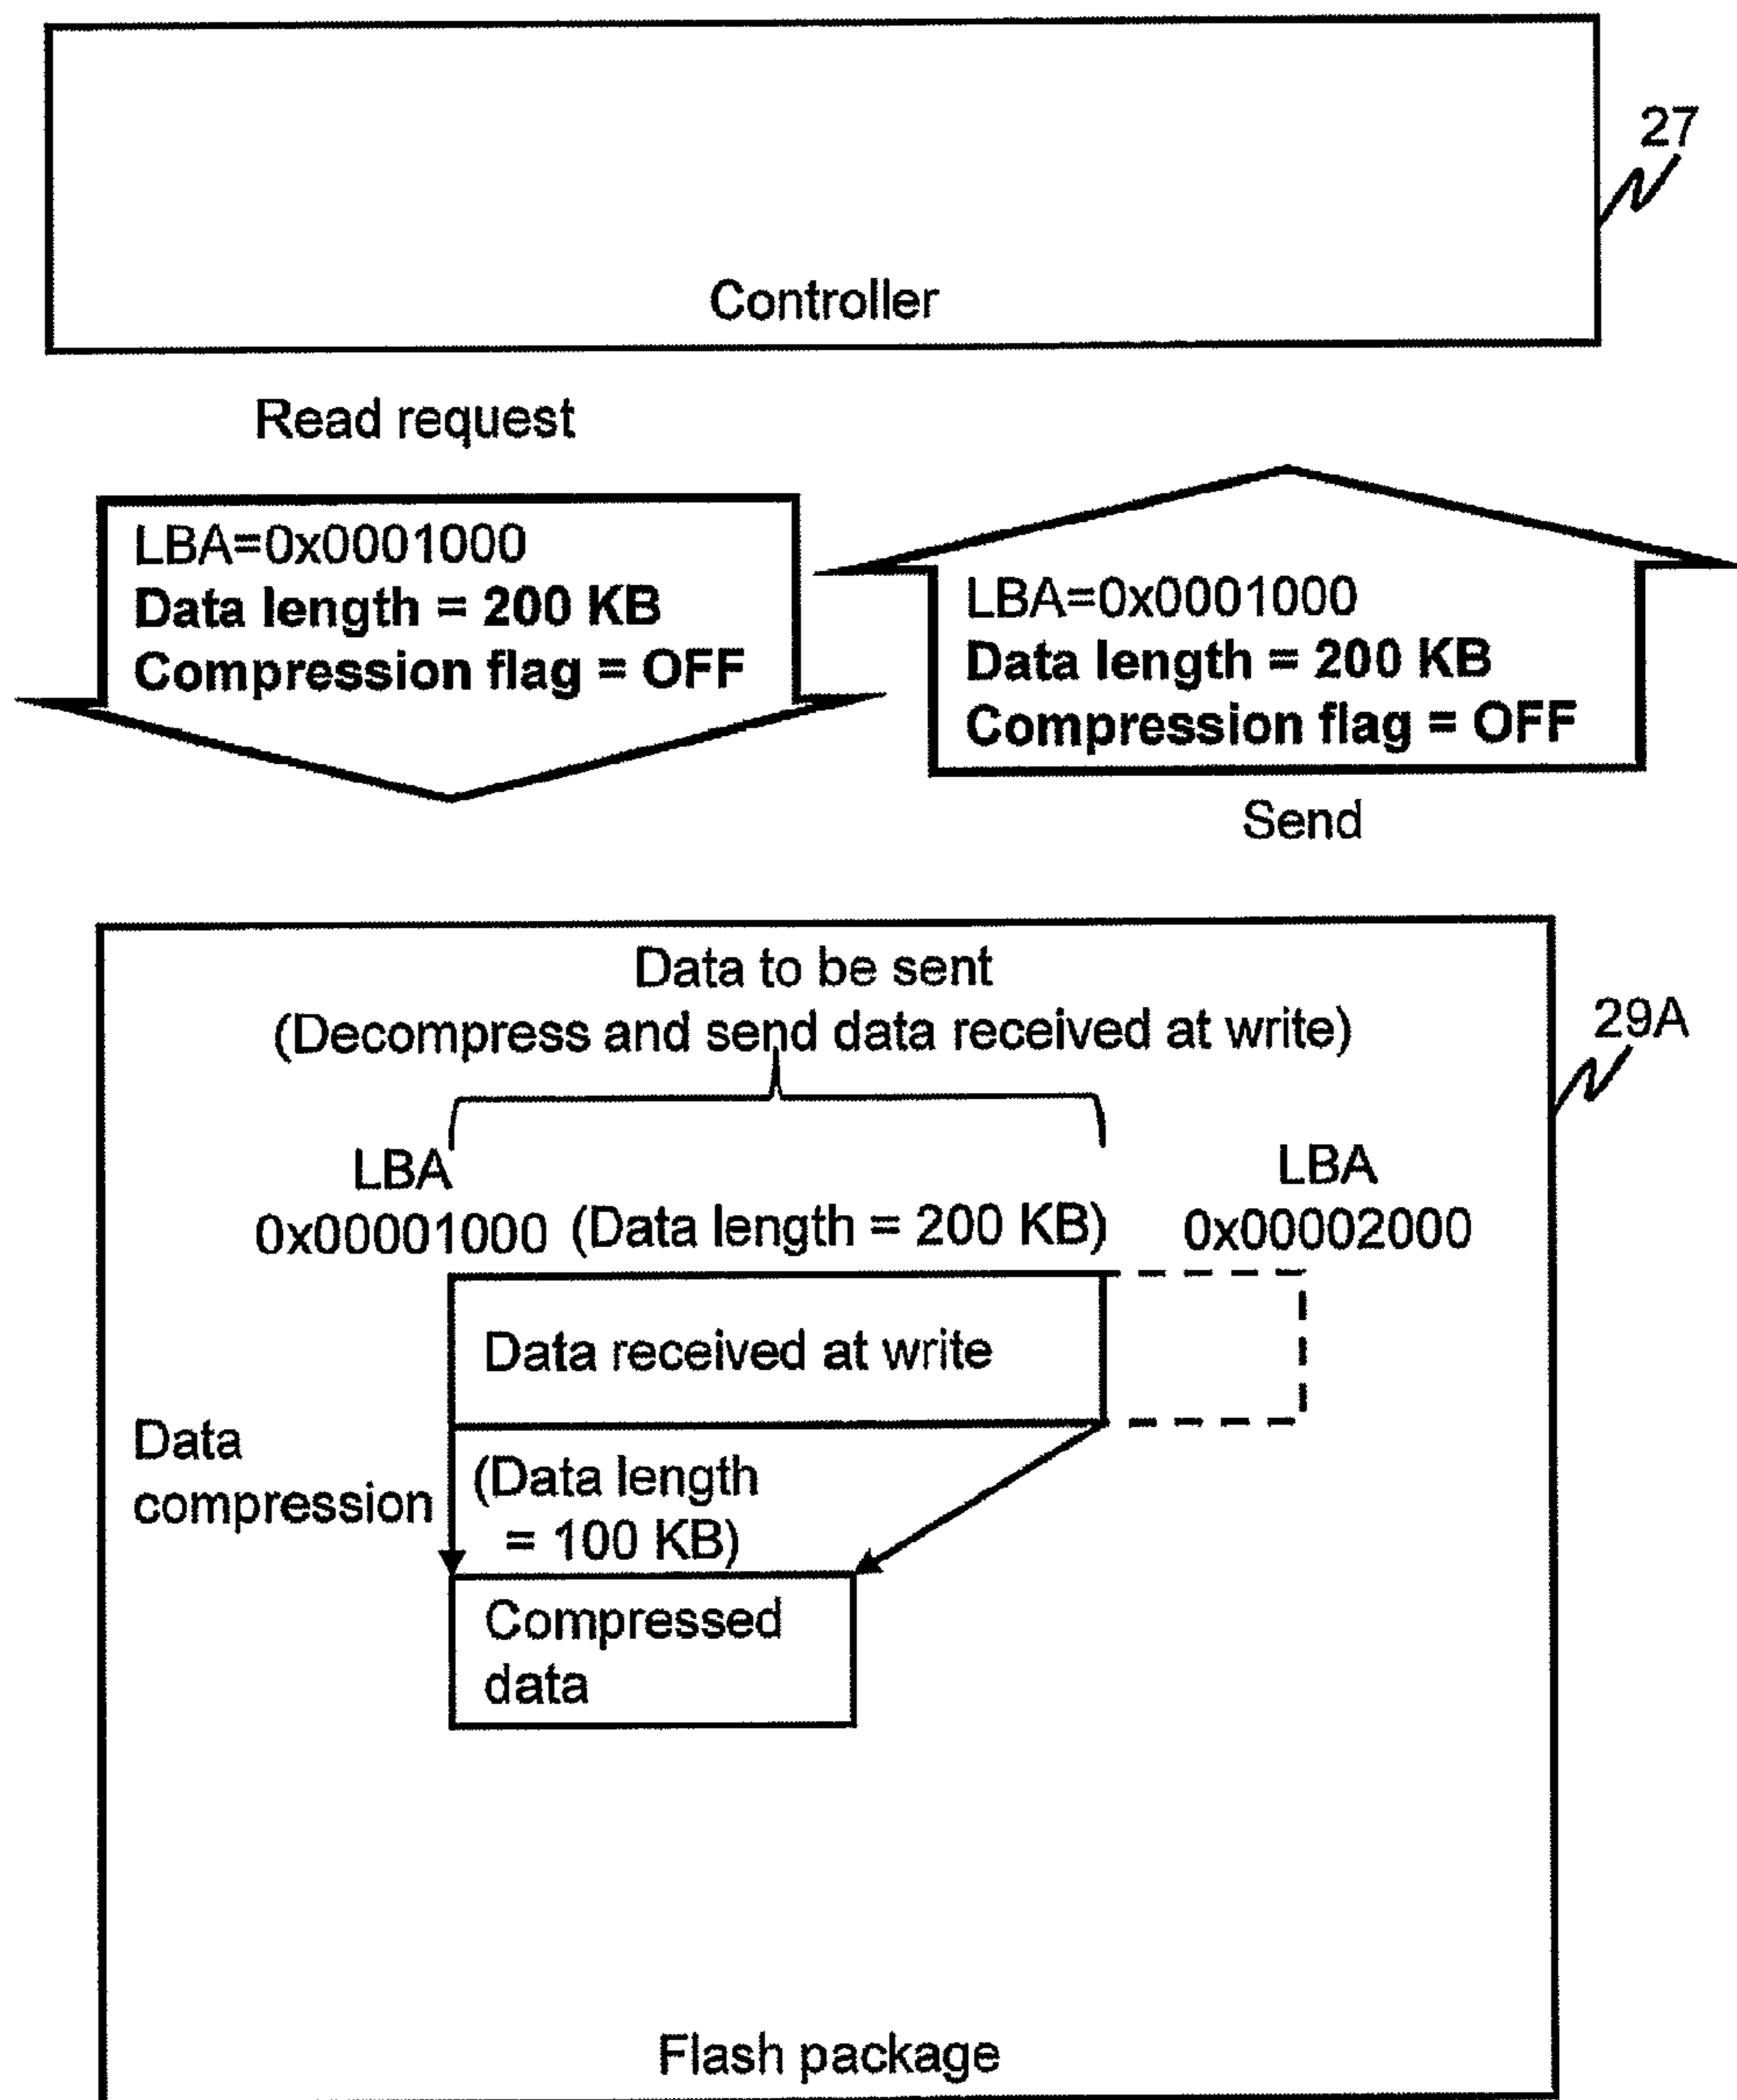 27
Controller
Read request
LBA=0x0001000
Data length = 200 KB
Compression flag = OFF
LBA=0x0001000
Data length = 200 KB
Compression flag = OFF
Send
29A
Data to be sent
(Decompress and send data received at write)
LBA
0x00001000
(Data length = 200 KB)
LBA
0x00002000
Data received at write
Data
compression
(Data length
= 100 KB)
Compressed
data
Flash package